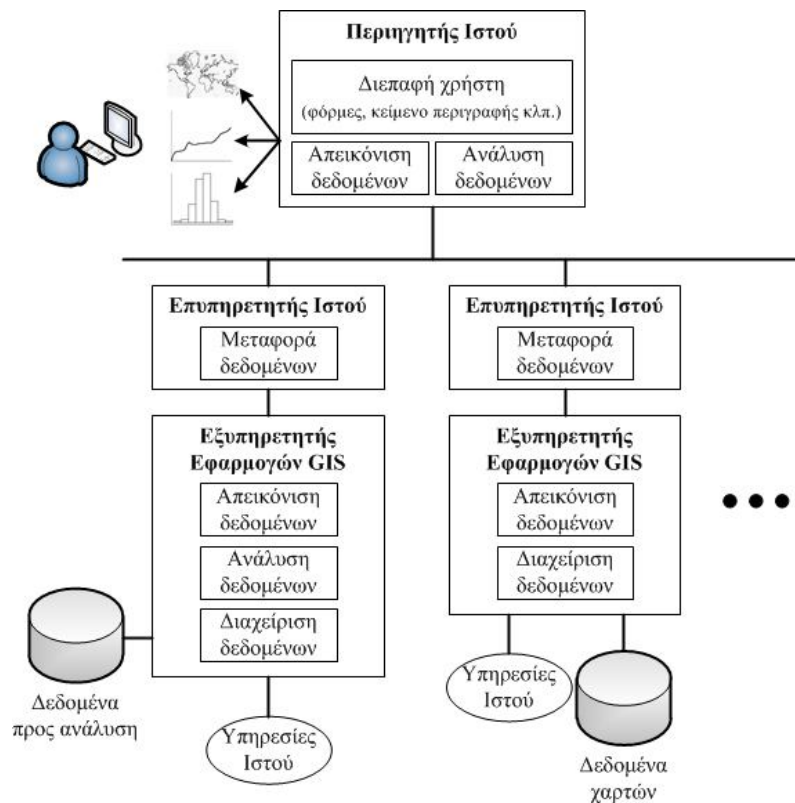 Περιηγητής Ιστού
Διεπαφή χρήστη
(φόρμες, κείμενο περιγραφής κλπ.)
Απεικόνιση
δεδομένων
Ανάλυση
δεδομένων
Επυπηρετητής Ιστού
Μεταφορά
δεδομένων
Επυπηρετητής Ιστού
Μεταφορά
δεδομένων
Εξυπηρετητής
Εφαρμογών GIS
Απεικόνιση
δεδομένων
Ανάλυση
δεδομένων
Διαχείριση
δεδομένων
Δεδομένα
προς ανάλυση
Υπηρεσίες
Ιστού
Εξυπηρετητής
Εφαρμογών GIS
Απεικόνιση
δεδομένων
Διαχείριση
δεδομένων
Υπηρεσίες
Ιστού
Δεδομένα
χαρτών